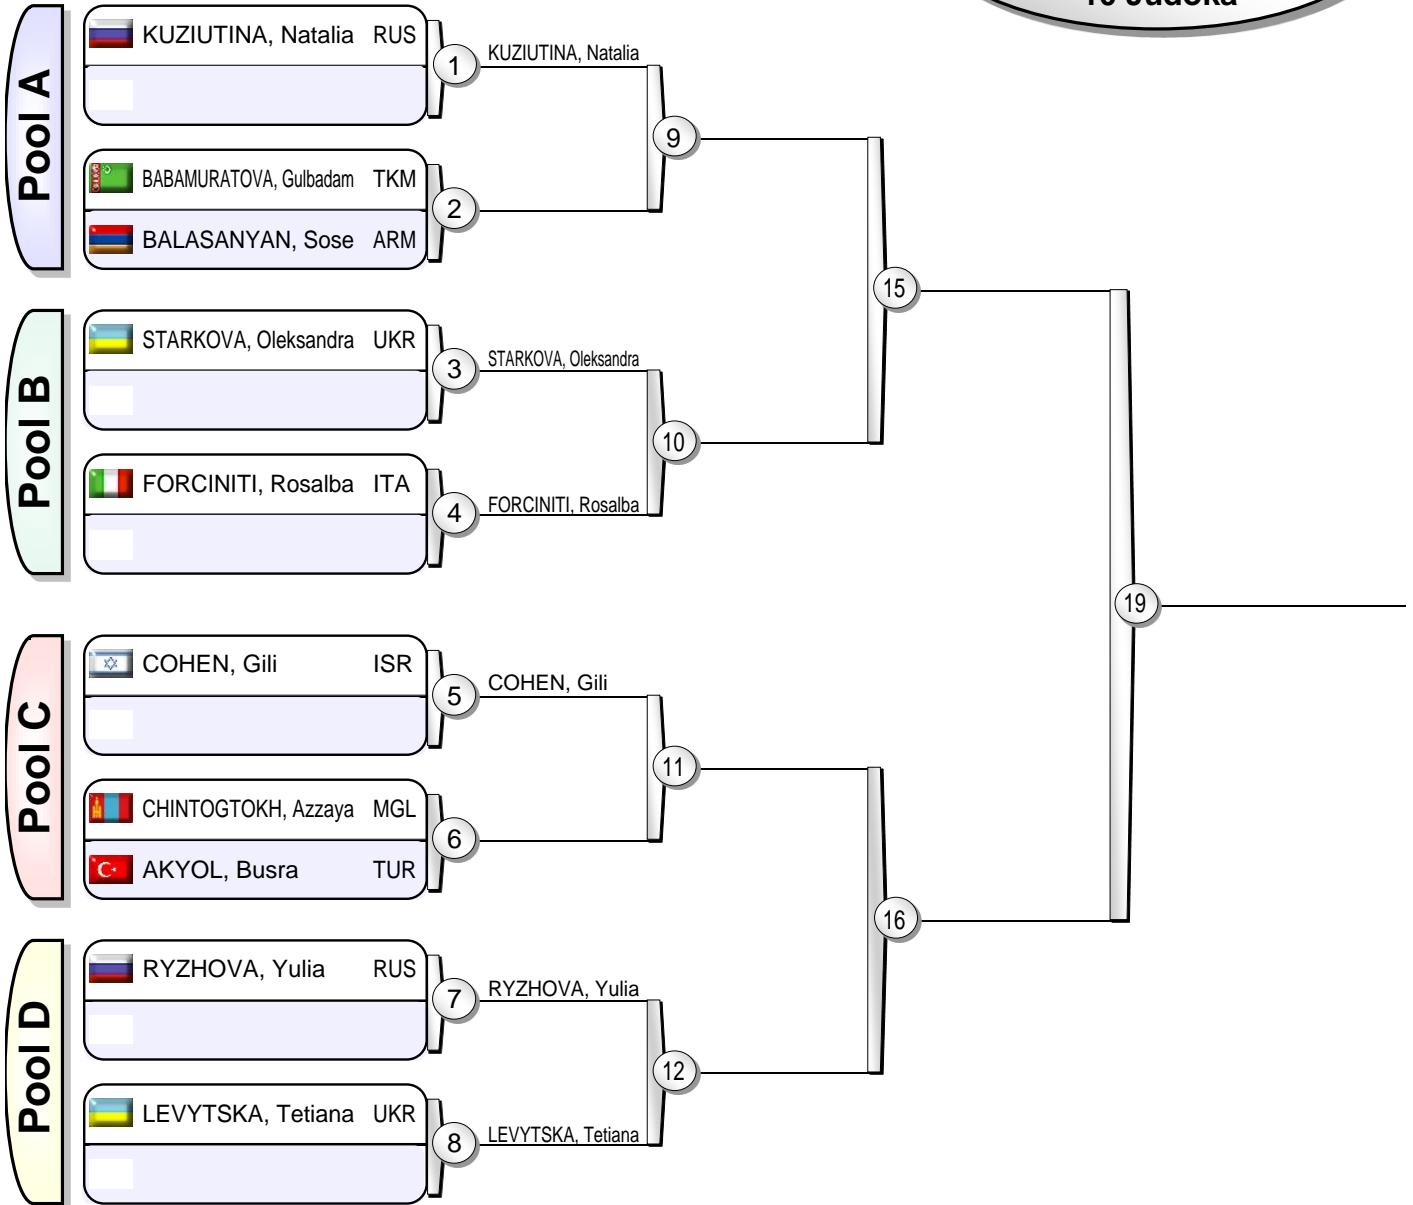 10 Judoka
Pool A
KUZIUTINA, Natalia RUS
1
KUZIUTINA, Natalia
9
BABAMURATOVA, Gulbadam TKM
2
BALASANYAN, Sose ARM
15
Pool B
STARKOVA, Oleksandra UKR
3
STARKOVA, Oleksandra
10
FORCINITI, Rosalba ITA
4
FORCINITI, Rosalba
19
Pool C
COHEN, Gili ISR
5
COHEN, Gili
11
CHINTOGTOKH, Azzaya MGL
6
AKYOL, Busra TUR
16
Pool D
RYZHOVA, Yulia RUS
7
RYZHOVA, Yulia
12
LEVYTSKA, Tetiana UKR
8
LEVYTSKA, Tetiana